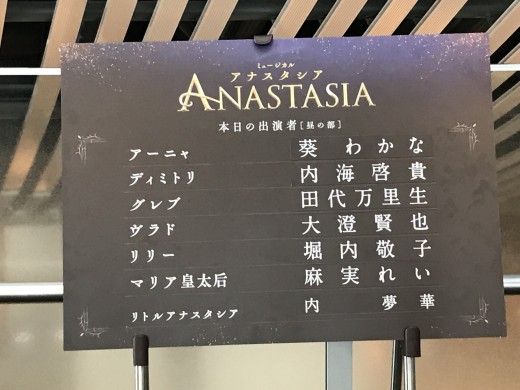 ミュージカル
アナスタシア
ANASTASIA
本日の出演者[昼の部]
アーニャ 葵わかな
ディミトリ 内海啓貴
グレブ 田代万里生
ヴラド 大澄賢也
リリー 堀内敬子
マリア皇太后 麻実れい
リトルアナスタシア 内夢華